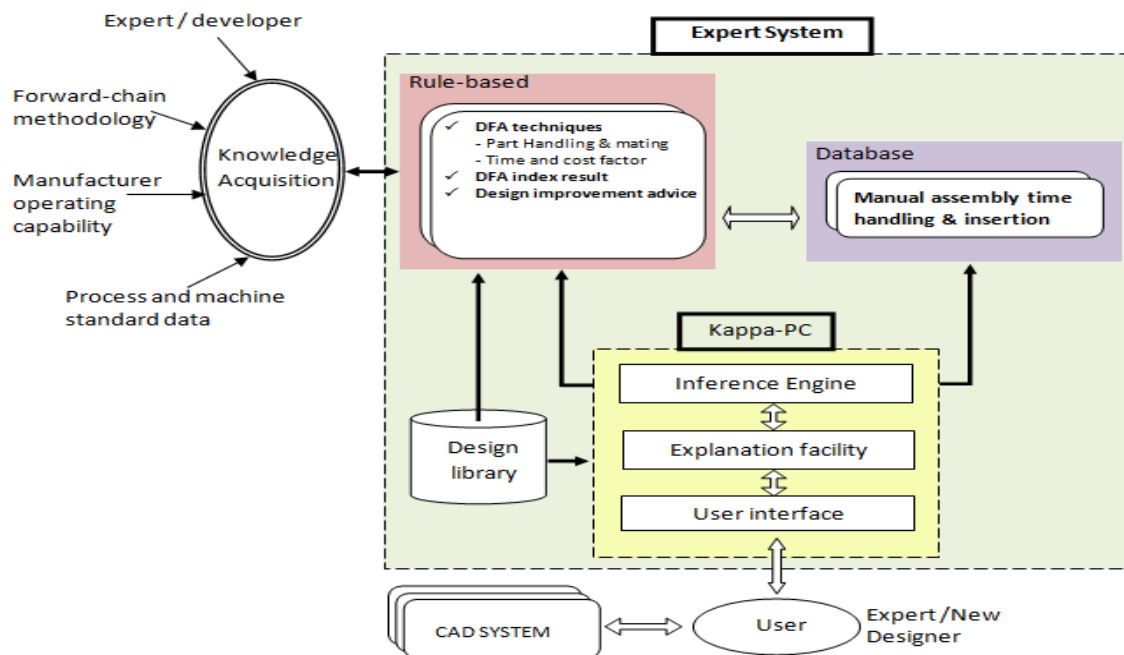 Expert / developer
Forward-chain
methodology
Manufacturer
operating
capability
Process and machine
standard data
Knowledge
Acquisition
Expert System
Rule-based
✓ DFA techniques
- Part Handling & mating
- Time and cost factor
✓ DFA index result
✓ Design improvement advice
Database
Manual assembly time
handling & insertion
Kappa-PC
Inference Engine
Explanation facility
User interface
Design
library
CAD SYSTEM
User
Expert /New
Designer